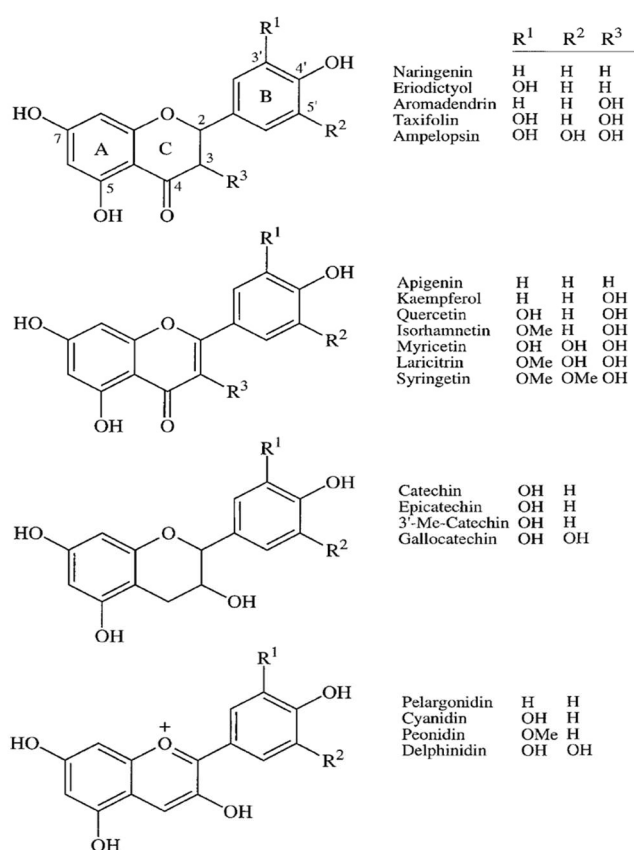 R¹ R¹ R² R³
3' 4' OH
B 5'
Naringenin H H H
Eriodictyol OH H H
HO O 2 R² Aromadendrin H H OH
7 A C Taxifolin OH H OH
3 Ampelopsin OH OH OH
5 4 R³
OH O
R¹
OH Apigenin H H H
Kaempferol H H OH
HO O R² Quercetin OH H OH
Isorhamnetin OMe H OH
Myricetin OH OH OH
R³ Laricitrin OMe OH OH
Syringetin OMe OMe OH
OH O
R¹
OH Catechin OH H
Epicatechin OH H
HO O R² 3'-Me-Catechin OH H
Gallocatechin OH OH
OH
OH
R¹
OH Pelargonidin H H
+ Cyanidin OH H
HO O R² Peonidin OMe H
Delphinidin OH OH
OH
OH